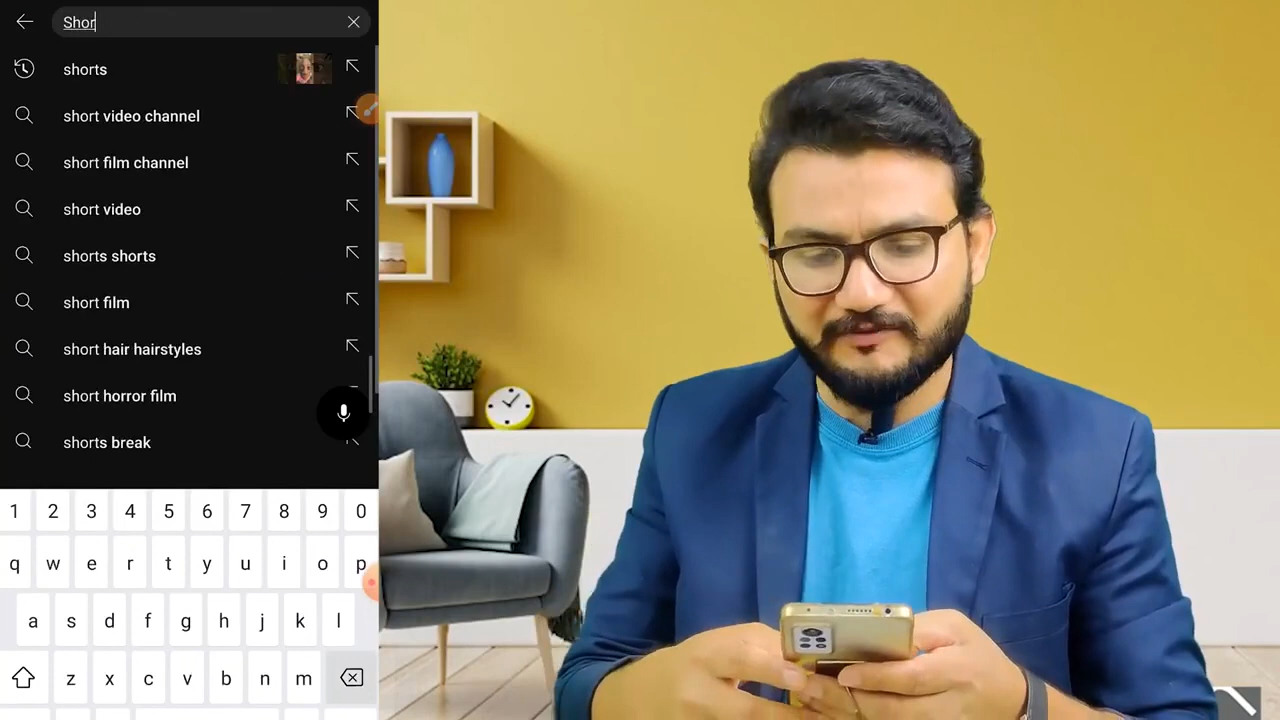 Shor
shorts
short video channel
short film channel
short video
shorts shorts
short film
short hair hairstyles
short horror film
shorts break
1 2 3 4 5 6 7 8 9 0
q w e r t y u i o p
a s d f g h j k l
z x c v b n m